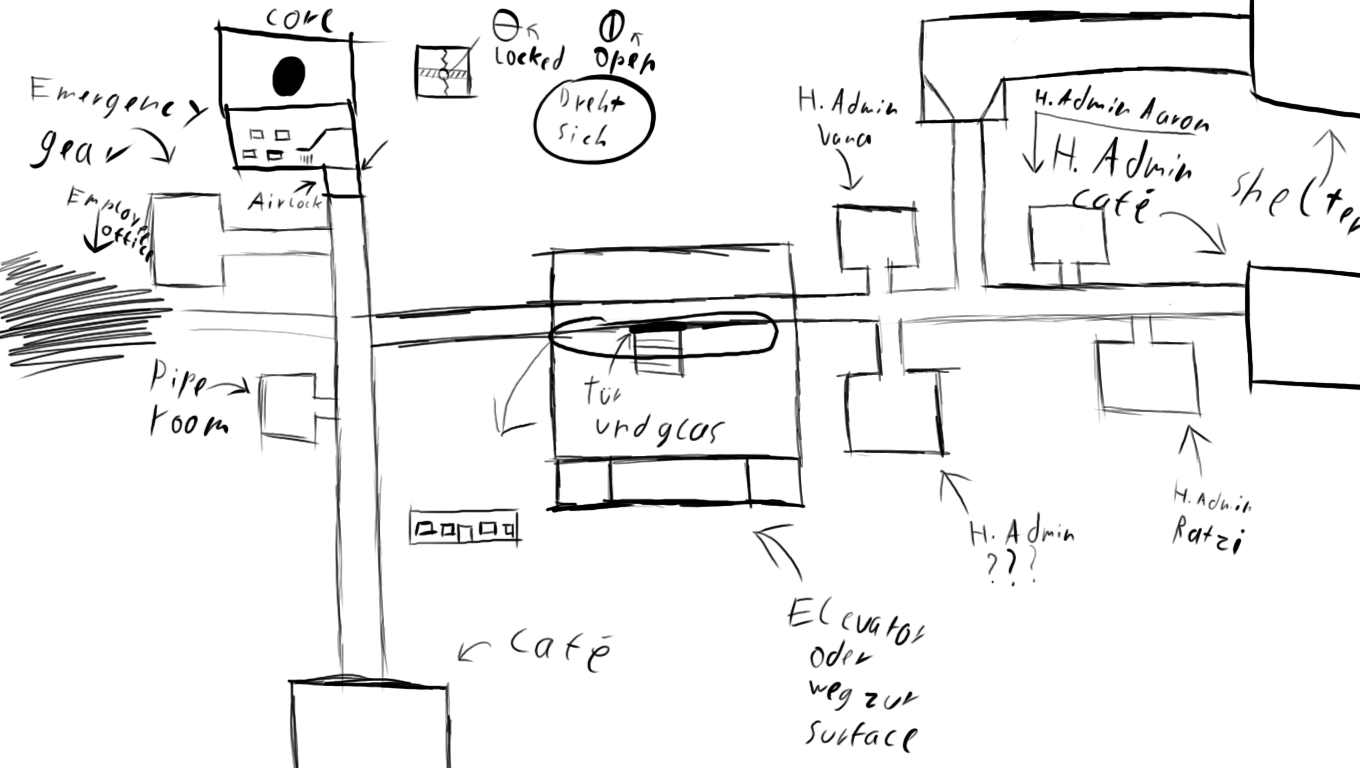 core
Locked
Open
Dreht
sich
Emergency
gear
Airlock
Employee
office
H. Admin
H. Admin Aaron
H. Admin
café
shelter
Pipe
room
Tür
und glas
H. Admin
???
H. Admin
Ratzi
Elevator
oder
weg zur
surface
café